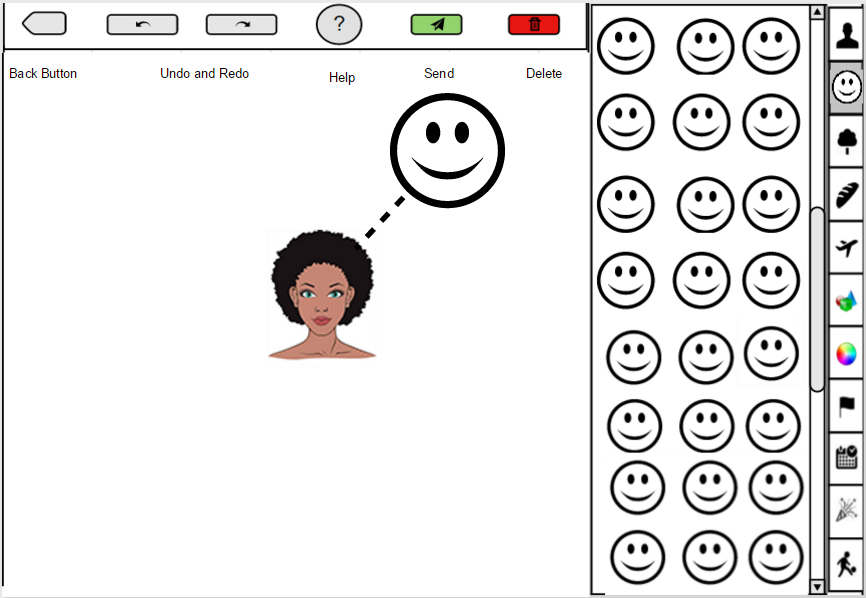 ?
Back Button
Undo and Redo
Help
Send
Delete